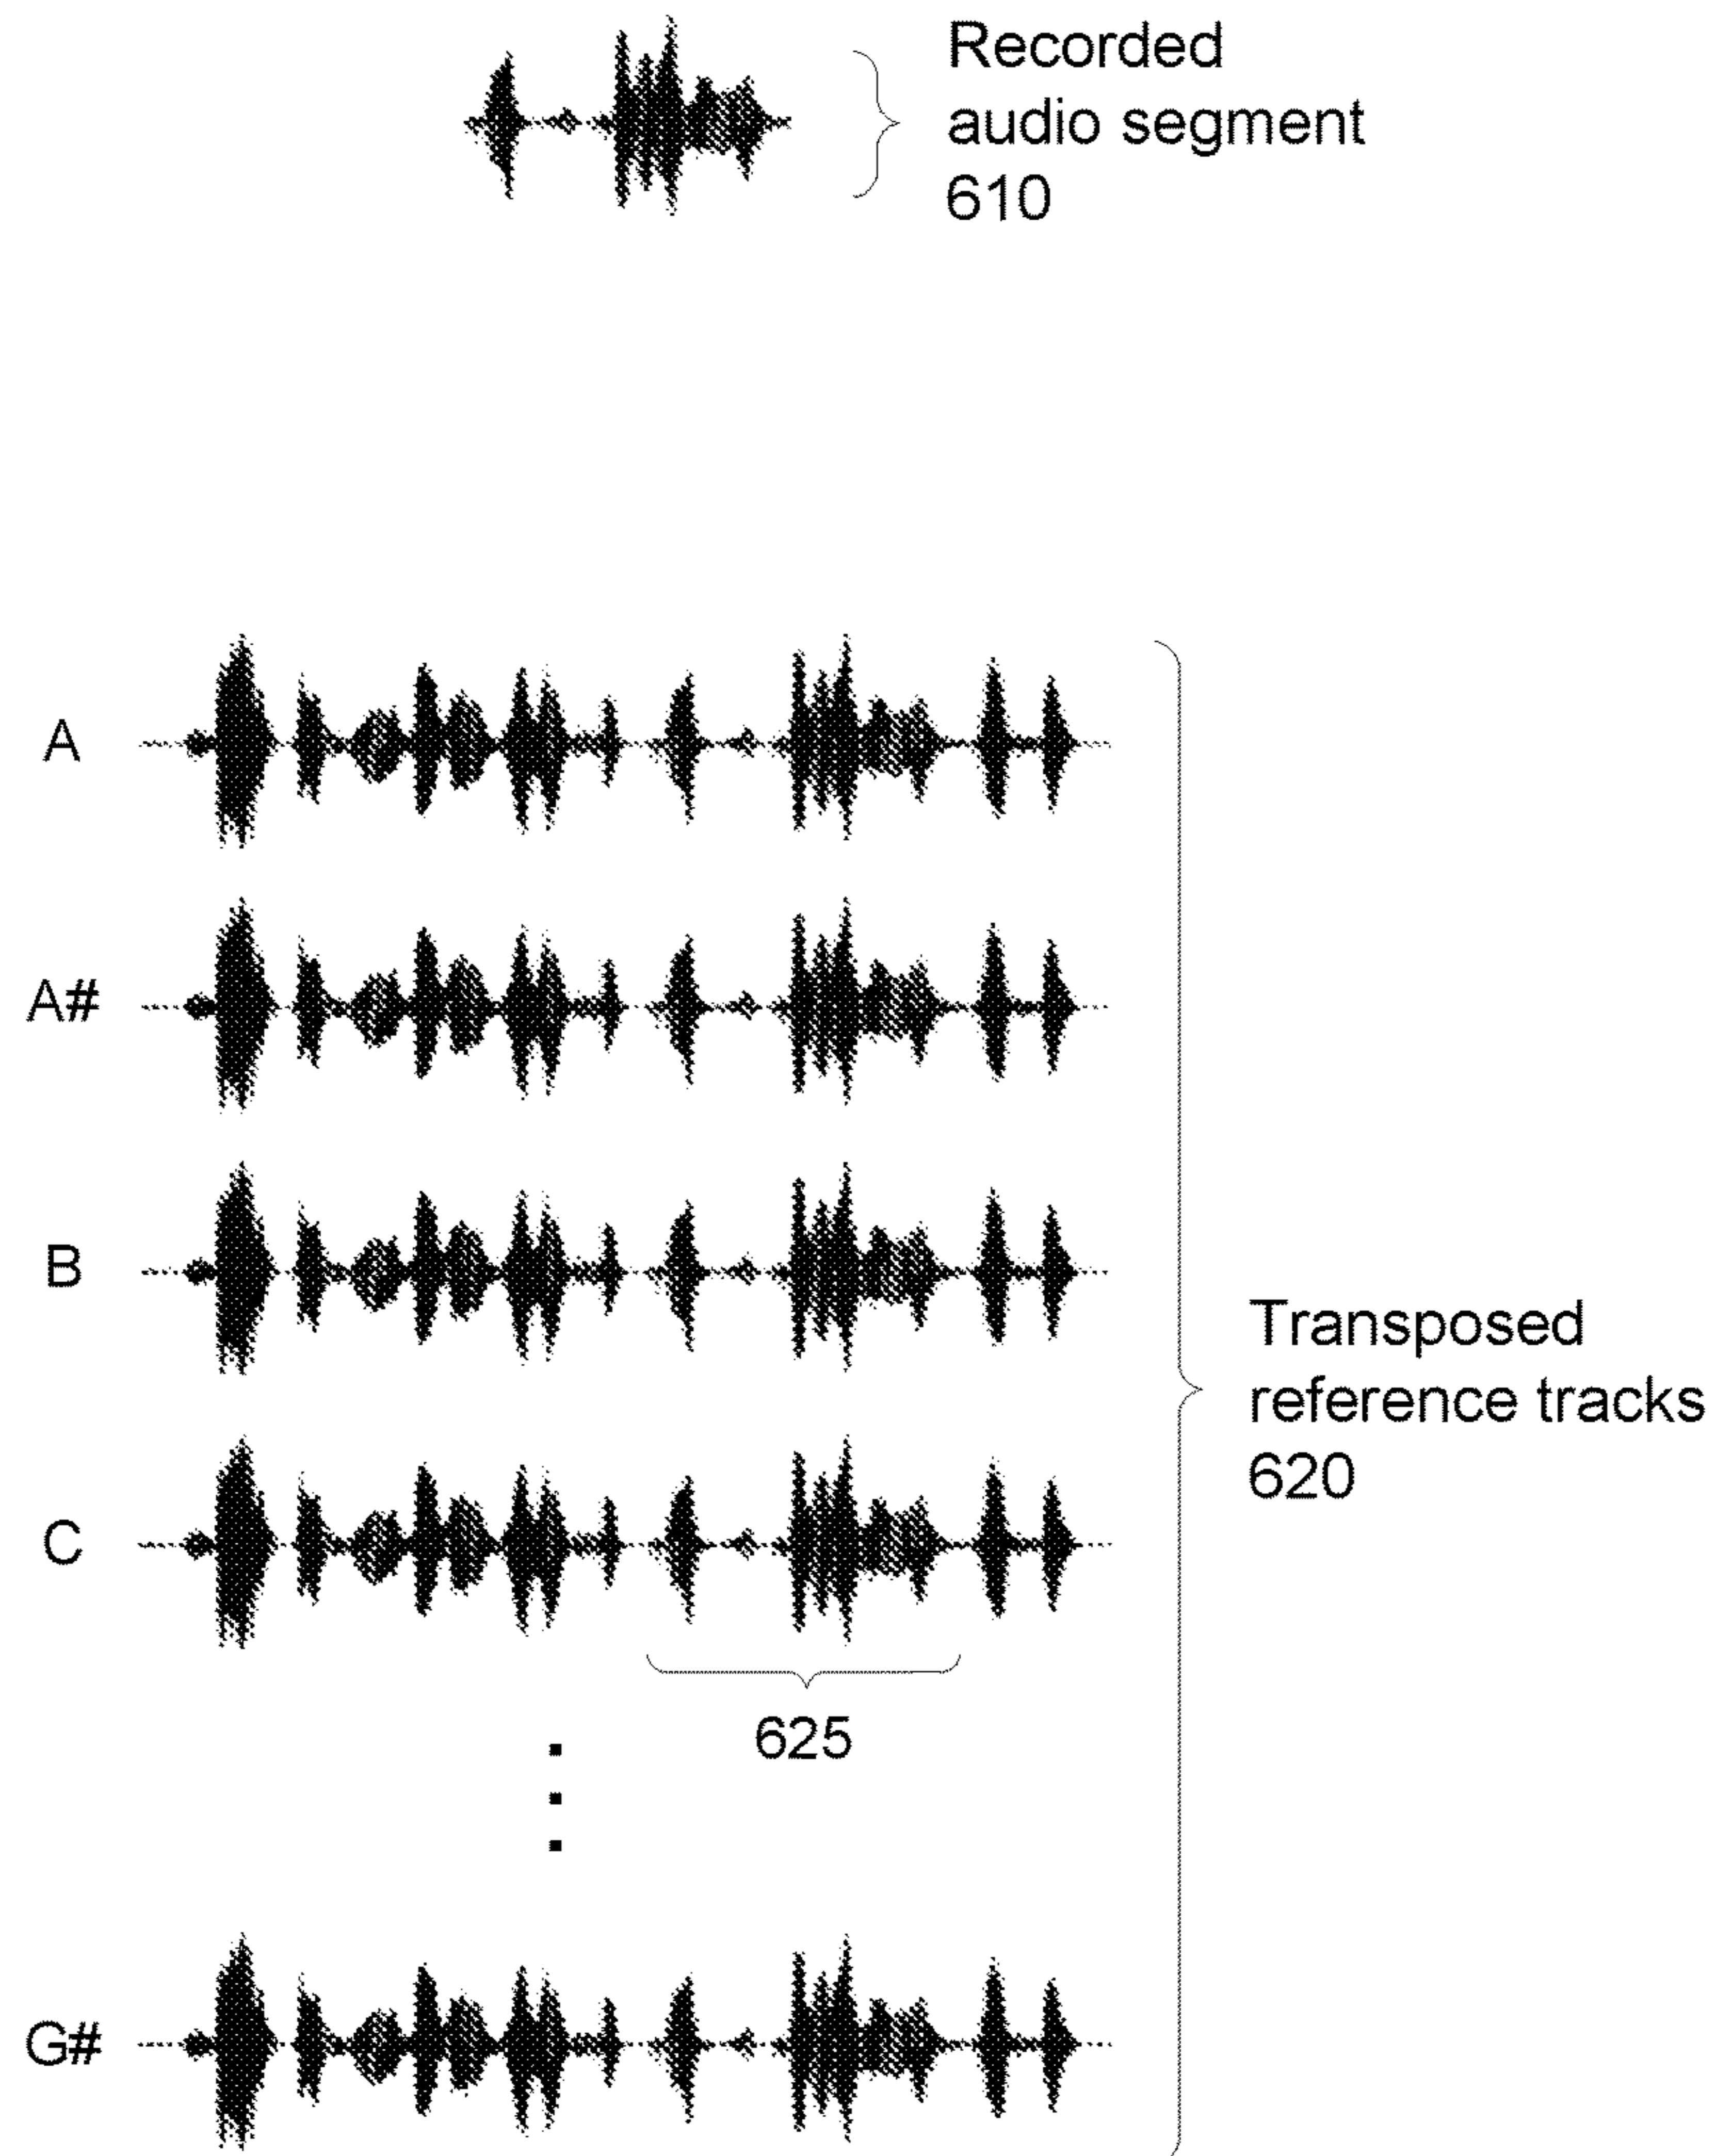 Recorded
audio segment
610
A
A#
B
Transposed
reference tracks
620
C
625
G#